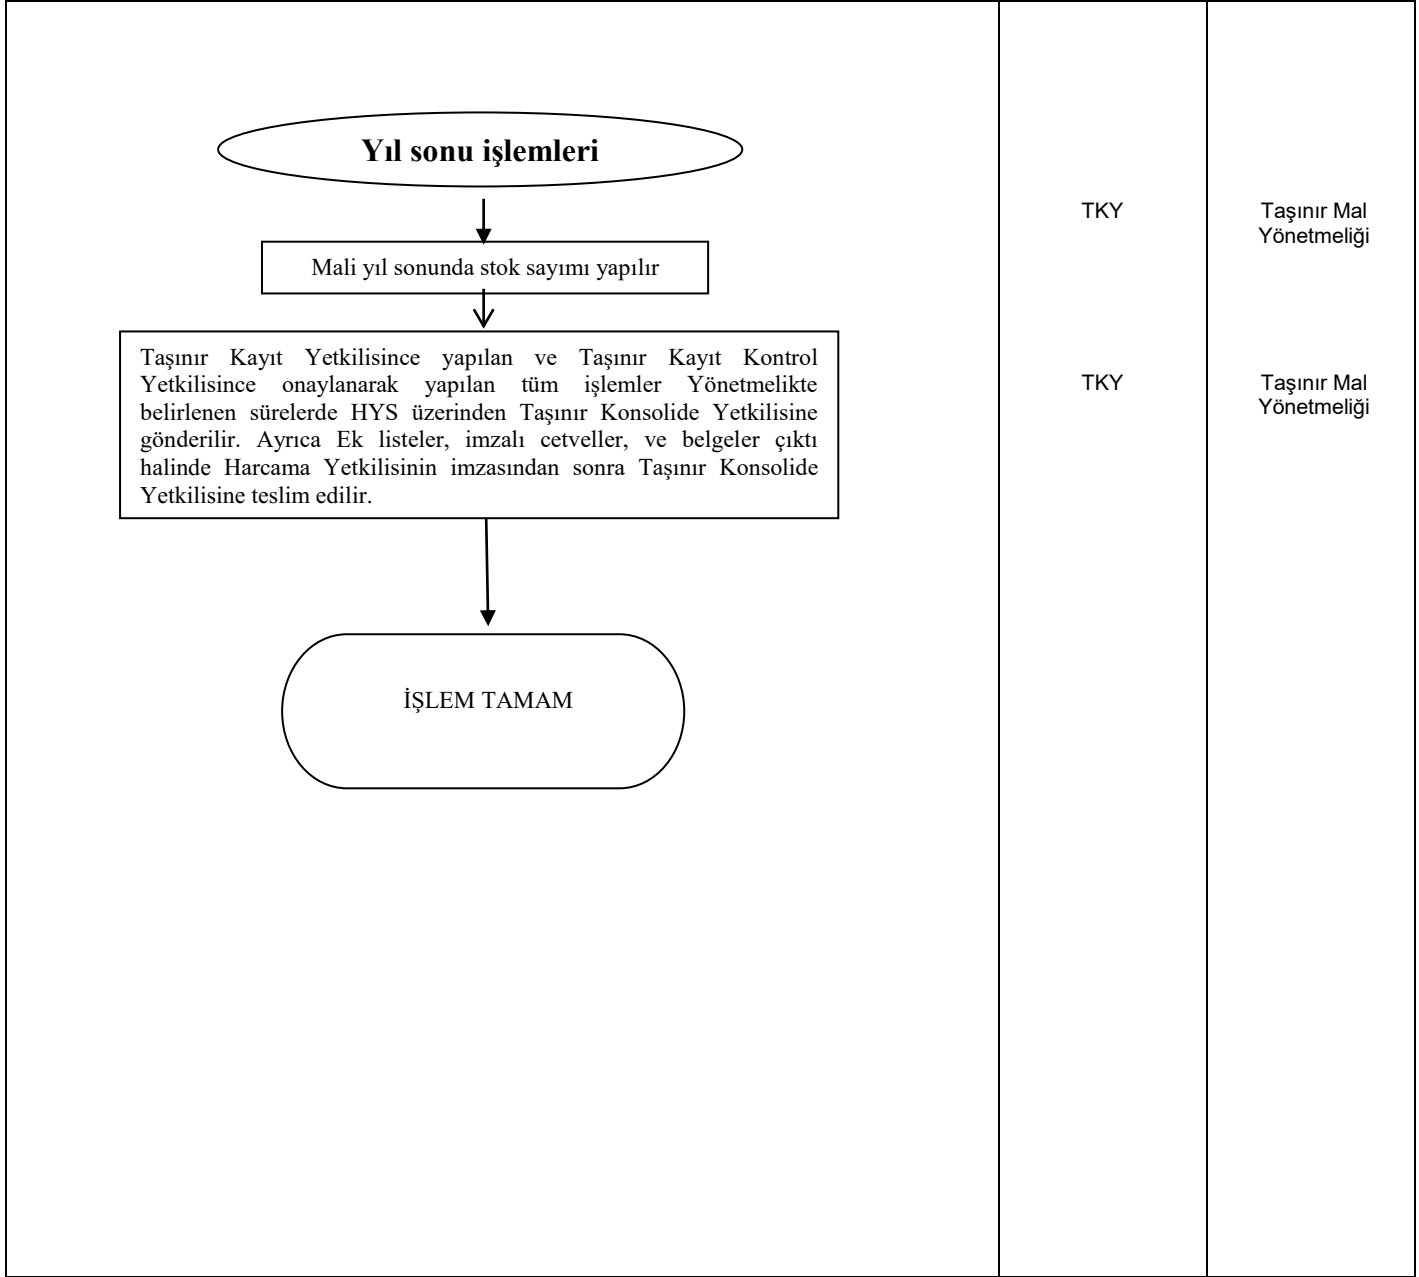 Yıl sonu işlemleri
TKY
Taşınır Mal
Yönetmeliği
Mali yıl sonunda stok sayımı yapılır
Taşınır Kayıt Yetkilisince yapılan ve Taşınır Kayıt Kontrol
Yetkilisince onaylanarak yapılan tüm işlemler Yönetmelikte
belirlenen sürelerde HYS üzerinden Taşınır Konsolide Yetkilisine
gönderilir. Ayrıca Ek listeler, imzalı cetveller, ve belgeler çıktı
halinde Harcama Yetkilisinin imzasından sonra Taşınır Konsolide
Yetkilisine teslim edilir.
TKY
Taşınır Mal
Yönetmeliği
İŞLEM TAMAM